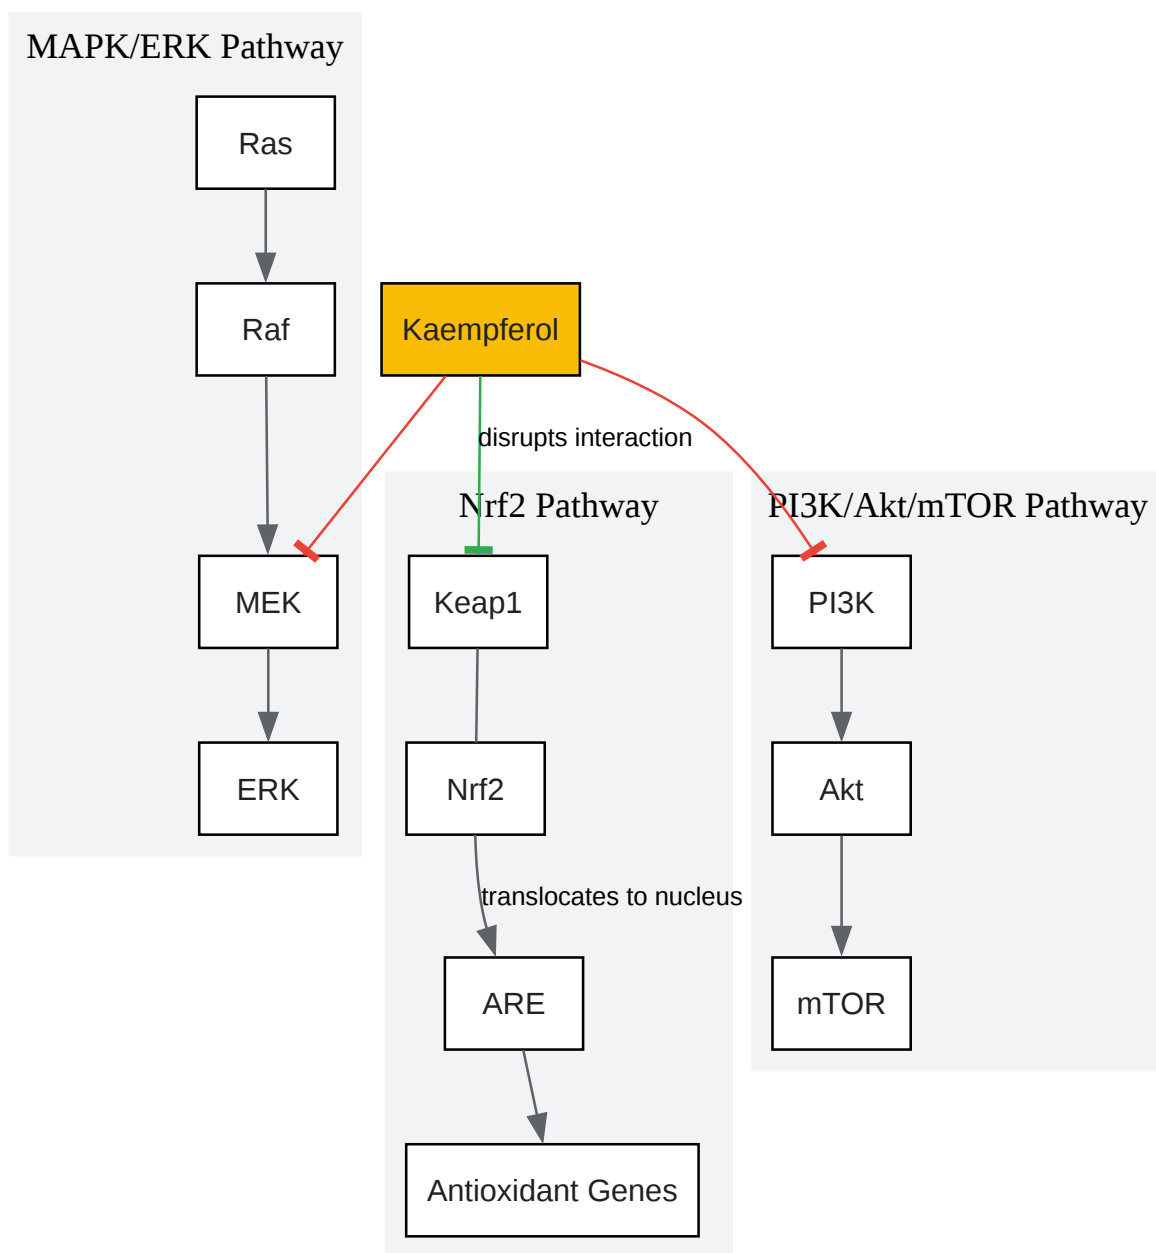 MAPK/ERK Pathway
Ras
Raf
Kaempferol
disrupts interaction
Nrf2 Pathway
PI3K/Akt/mTOR Pathway
MEK
Keap1
PI3K
ERK
Nrf2
Akt
translocates to nucleus
ARE
mTOR
Antioxidant Genes